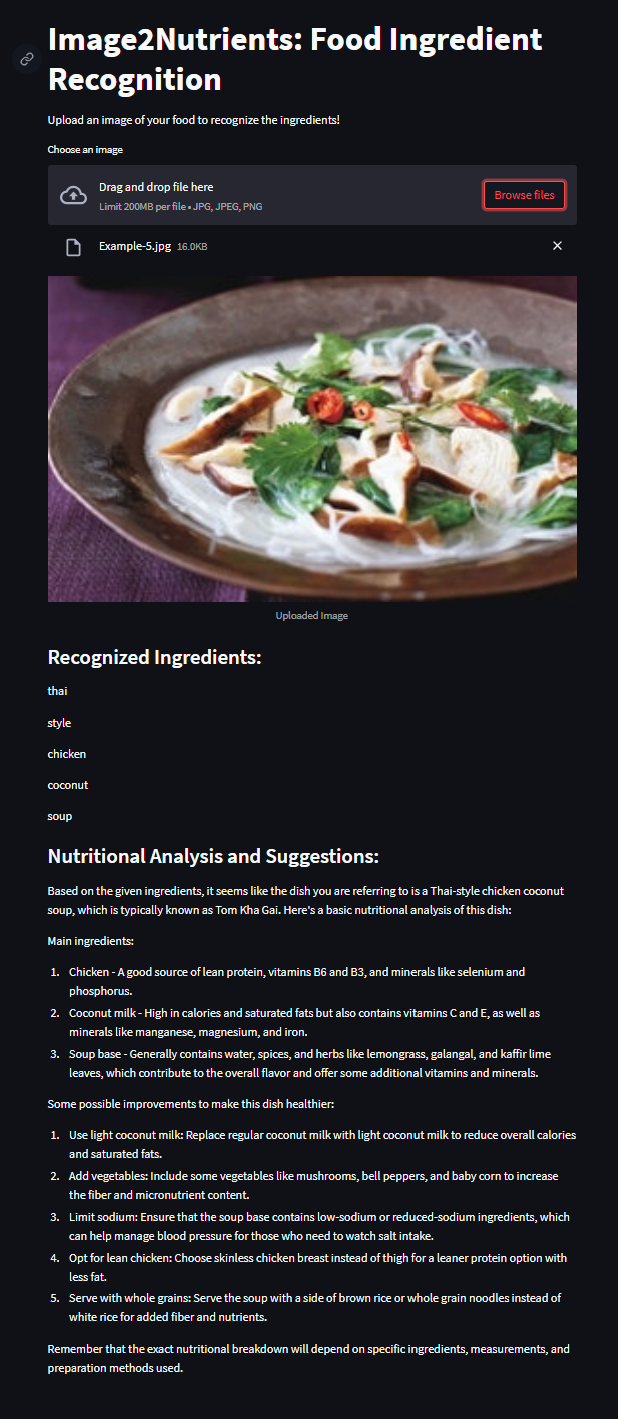 Image2Nutrients: Food Ingredient
Recognition
Upload an image of your food to recognize the ingredients!
Choose an image
Drag and drop file here
Limit 200MB per file • JPG, JPEG, PNG
Browse files
Example-5.jpg 16.0KB
Uploaded Image
Recognized Ingredients:
thai
style
chicken
coconut
soup
Nutritional Analysis and Suggestions:
Based on the given ingredients, it seems like the dish you are referring to is a Thai-style chicken coconut
soup, which is typically known as Tom Kha Gai. Here's a basic nutritional analysis of this dish:
Main ingredients:
1. Chicken - A good source of lean protein, vitamins B6 and B3, and minerals like selenium and
phosphorus.
2. Coconut milk - High in calories and saturated fats but also contains vitamins C and E, as well as
minerals like manganese, magnesium, and iron.
3. Soup base - Generally contains water, spices, and herbs like lemongrass, galangal, and kaffir lime
leaves, which contribute to the overall flavor and offer some additional vitamins and minerals.
Some possible improvements to make this dish healthier:
1. Use light coconut milk: Replace regular coconut milk with light coconut milk to reduce overall calories
and saturated fats.
2. Add vegetables: Include some vegetables like mushrooms, bell peppers, and baby corn to increase
the fiber and micronutrient content.
3. Limit sodium: Ensure that the soup base contains low-sodium or reduced-sodium ingredients, which
can help manage blood pressure for those who need to watch salt intake.
4. Opt for lean chicken: Choose skinless chicken breast instead of thigh for a leaner protein option with
less fat.
5. Serve with whole grains: Serve the soup with a side of brown rice or whole grain noodles instead of
white rice for added fiber and nutrients.
Remember that the exact nutritional breakdown will depend on specific ingredients, measurements, and
preparation methods used.